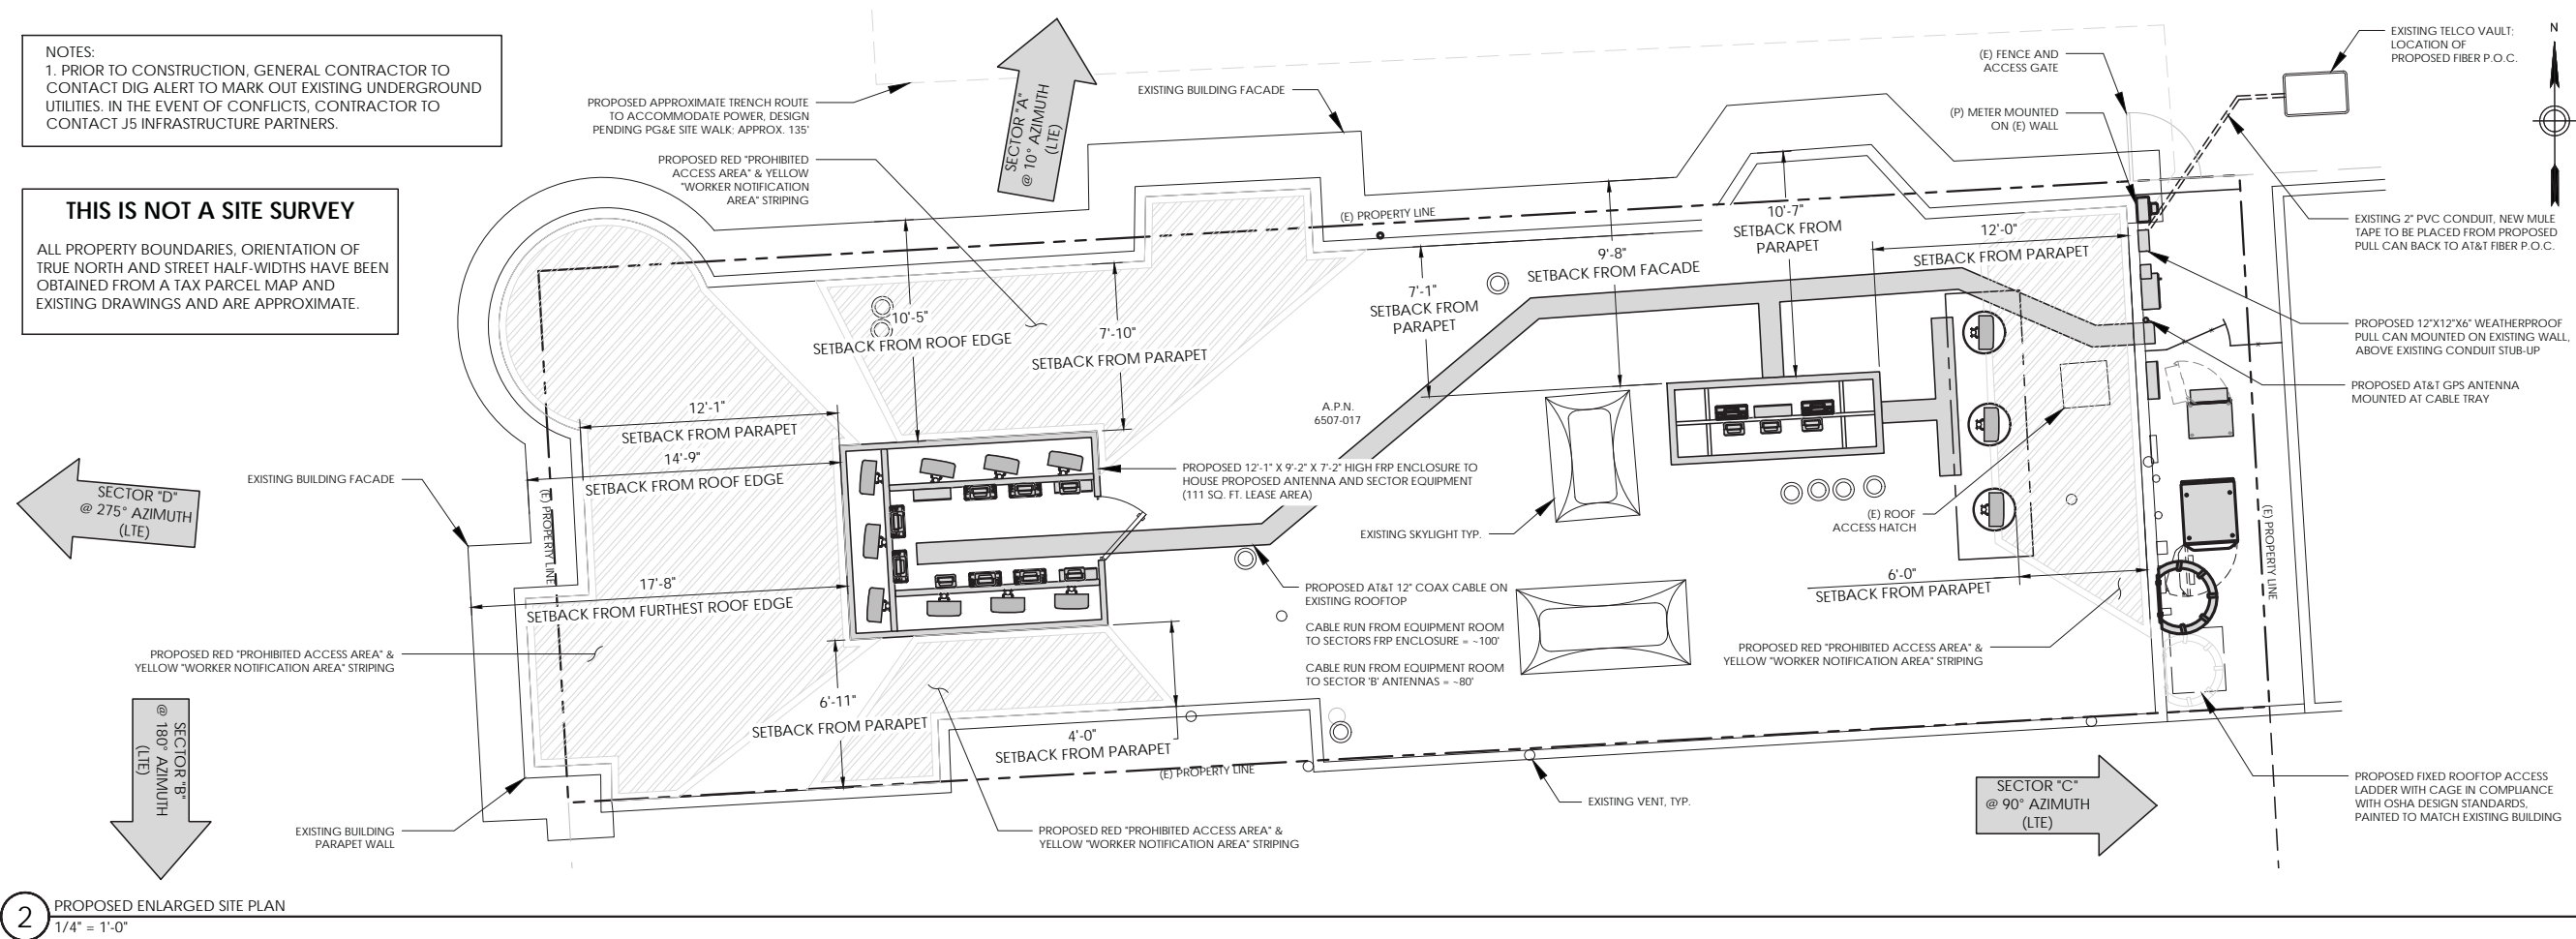 NOTES:
1. PRIOR TO CONSTRUCTION, GENERAL CONTRACTOR TO
CONTACT DIG ALERT TO MARK OUT EXISTING UNDERGROUND
UTILITIES. IN THE EVENT OF CONFLICTS, CONTRACTOR TO
CONTACT J5 INFRASTRUCTURE PARTNERS.
THIS IS NOT A SITE SURVEY
ALL PROPERTY BOUNDARIES, ORIENTATION OF
TRUE NORTH AND STREET HALF-WIDTHS HAVE BEEN
OBTAINED FROM A TAX PARCEL MAP AND
EXISTING DRAWINGS AND ARE APPROXIMATE.
PROPOSED APPROXIMATE TRENCH ROUTE
TO ACCOMMODATE POWER, DESIGN
PENDING PG&E SITE WALK: APPROX. 135'
PROPOSED RED "PROHIBITED
ACCESS AREA" & YELLOW
"WORKER NOTIFICATION
AREA" STRIPING
SECTOR "A"
@ 10° AZIMUTH
(LTE)
EXISTING BUILDING FACADE
(E) FENCE AND
ACCESS GATE
(P) METER MOUNTED
ON (E) WALL
EXISTING TELCO VAULT;
LOCATION OF
PROPOSED FIBER P.O.C.
N
EXISTING 2" PVC CONDUIT, NEW MULE
TAPE TO BE PLACED FROM PROPOSED
PULL CAN BACK TO AT&T FIBER P.O.C.
PROPOSED 12"X12"X6" WEATHERPROOF
PULL CAN MOUNTED ON EXISTING WALL,
ABOVE EXISTING CONDUIT STUB-UP
PROPOSED AT&T GPS ANTENNA
MOUNTED AT CABLE TRAY
(E) PROPERTY LINE
10'-7"
SETBACK FROM
PARAPET
12'-0"
SETBACK FROM PARAPET
9'-8"
SETBACK FROM FACADE
7'-1"
SETBACK FROM
PARAPET
10'-5"
SETBACK FROM ROOF EDGE
7'-10"
SETBACK FROM PARAPET
12'-1"
SETBACK FROM PARAPET
14'-9"
SETBACK FROM ROOF EDGE
A.P.N.
6507-017
PROPOSED 12'-1" X 9'-2" X 7'-2" HIGH FRP ENCLOSURE TO
HOUSE PROPOSED ANTENNA AND SECTOR EQUIPMENT
(111 SQ. FT. LEASE AREA)
EXISTING BUILDING FACADE
SECTOR "D"
@ 275° AZIMUTH
(LTE)
(E) PROPERTY LINE
EXISTING SKYLIGHT TYP.
(E) ROOF
ACCESS HATCH
(E) PROPERTY LINE
17'-8"
SETBACK FROM FURTHEST ROOF EDGE
PROPOSED AT&T 12" COAX CABLE ON
EXISTING ROOFTOP
CABLE RUN FROM EQUIPMENT ROOM
TO SECTORS FRP ENCLOSURE = ~100'
CABLE RUN FROM EQUIPMENT ROOM
TO SECTOR 'B' ANTENNAS = ~80'
6'-0"
SETBACK FROM PARAPET
PROPOSED RED "PROHIBITED ACCESS AREA" &
YELLOW "WORKER NOTIFICATION AREA" STRIPING
PROPOSED RED "PROHIBITED ACCESS AREA" &
YELLOW "WORKER NOTIFICATION AREA" STRIPING
6'-11"
SETBACK FROM PARAPET
4'-0"
SETBACK FROM PARAPET
(E) PROPERTY LINE
SECTOR "B"
@ 180° AZIMUTH
(LTE)
EXISTING BUILDING
PARAPET WALL
PROPOSED RED "PROHIBITED ACCESS AREA" &
YELLOW "WORKER NOTIFICATION AREA" STRIPING
EXISTING VENT, TYP.
SECTOR "C"
@ 90° AZIMUTH
(LTE)
PROPOSED FIXED ROOFTOP ACCESS
LADDER WITH CAGE IN COMPLIANCE
WITH OSHA DESIGN STANDARDS,
PAINTED TO MATCH EXISTING BUILDING
2
PROPOSED ENLARGED SITE PLAN
1/4" = 1'-0"